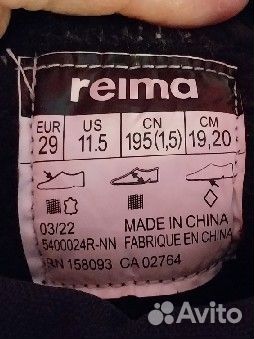 reima
EUR US CN CM
29 11.5 195(1,5) 19,20
03/22 MADE IN CHINA
5400024R-NN FABRIQUE EN CHINA
RN 158093 CA 02764
Avito